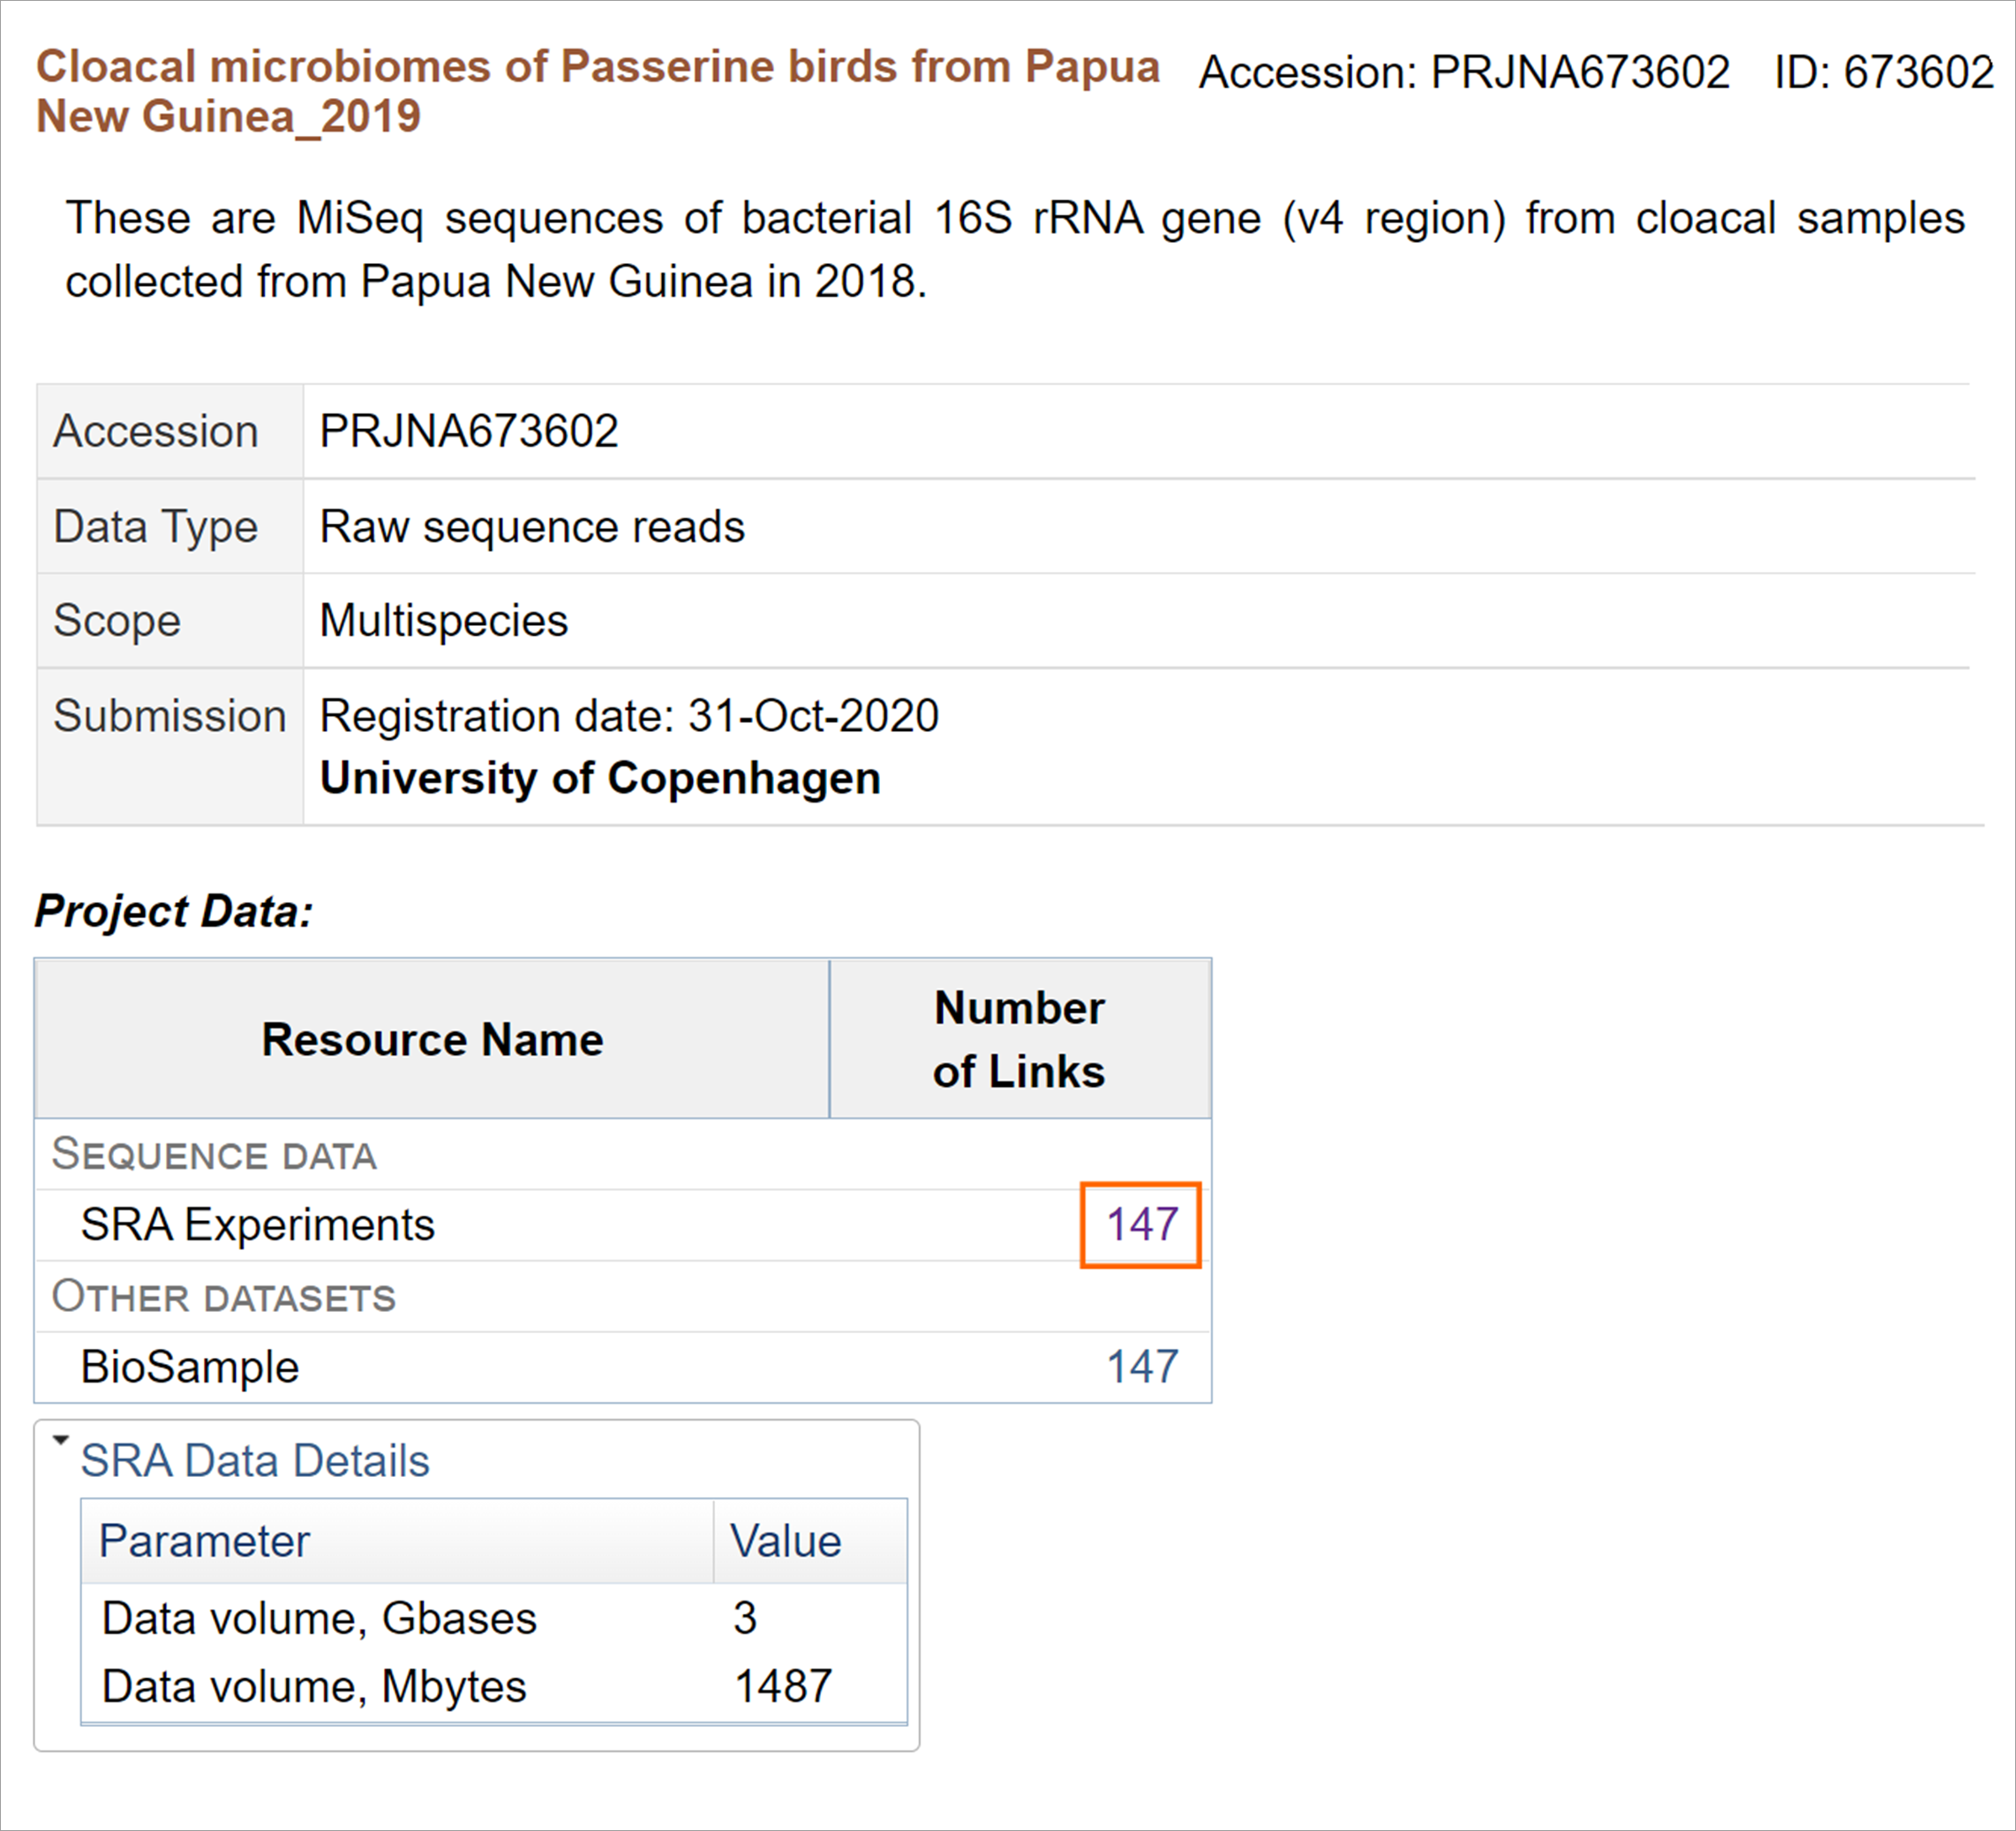 Cloacal microbiomes of Passerine birds from Papua
New Guinea_2019
Accession: PRJNA673602 ID: 673602
These are MiSeq sequences of bacterial 16S rRNA gene (v4 region) from cloacal samples
collected from Papua New Guinea in 2018.
Accession PRJNA673602
Data Type Raw sequence reads
Scope Multispecies
Submission Registration date: 31-Oct-2020
University of Copenhagen
Project Data:
Resource Name
Number
of Links
SEQUENCE DATA
SRA Experiments 147
OTHER DATASETS
BioSample 147
SRA Data Details
Parameter Value
Data volume, Gbases 3
Data volume, Mbytes 1487